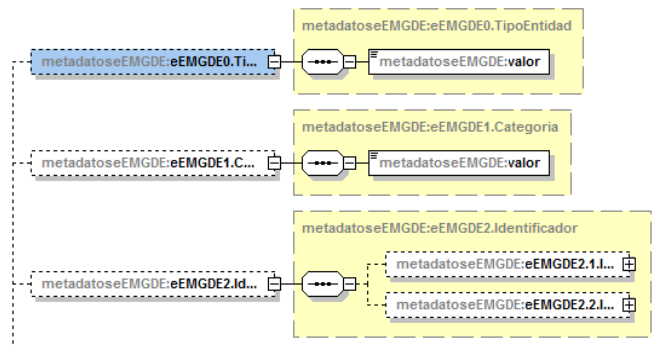 metadatoseEMGDE:eEMGDE0.TipoEntidad
metadatoseEMGDE:eEMGDE0.Ti...
metadatoseEMGDE:valor
metadatoseEMGDE:eEMGDE1.Categoria
metadatoseEMGDE:eEMGDE1.C...
metadatoseEMGDE:valor
metadatoseEMGDE:eEMGDE2.Identificador
metadatoseEMGDE:eEMGDE2.1.I...
metadatoseEMGDE:eEMGDE2.Id...
metadatoseEMGDE:eEMGDE2.2.I...